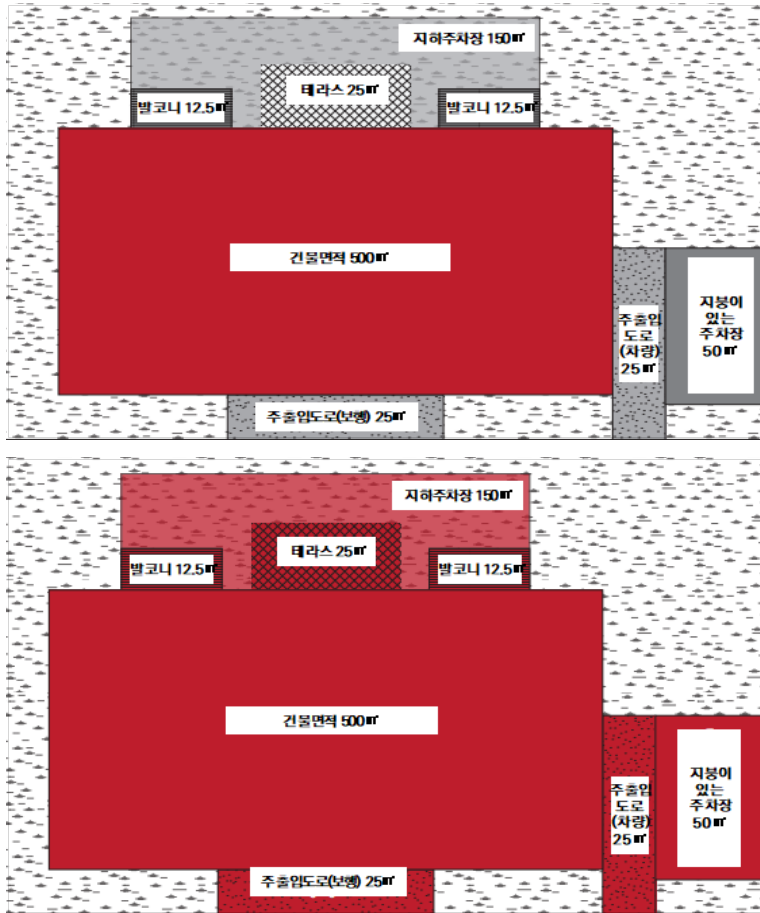 지하주차장 150㎡
테라스 25㎡
발코니 12.5㎡
발코니 12.5㎡
건물면적 500㎡
주출입
도로
(차량)
25㎡
지붕이
있는
주차장
50㎡
주출입도로(보행) 25㎡
지하주차장 150㎡
테라스 25㎡
발코니 12.5㎡
발코니 12.5㎡
건물면적 500㎡
주출입
도로
(차량)
25㎡
지붕이
있는
주차장
50㎡
주출입도로(보행) 25㎡